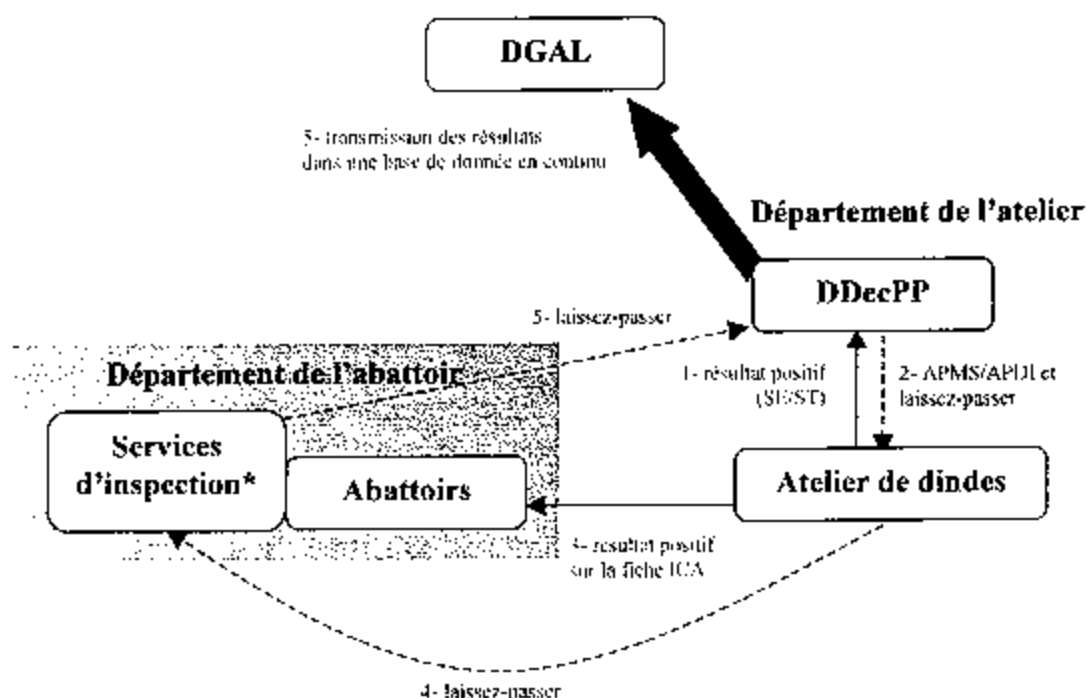 DGAL
5- transmission des résultats
dans une base de donnée en continu
Département de l'atelier
DDecPP
5- laissez-passer
Département de l'abattoir
1- résultat positif
(SE/ST)
2- APMS/APDI et
laissez-passer
Services
d'inspection*
Abattoirs
Atelier de dindes
3- résultat positif
sur la fiche ICA
4- laissez-passer